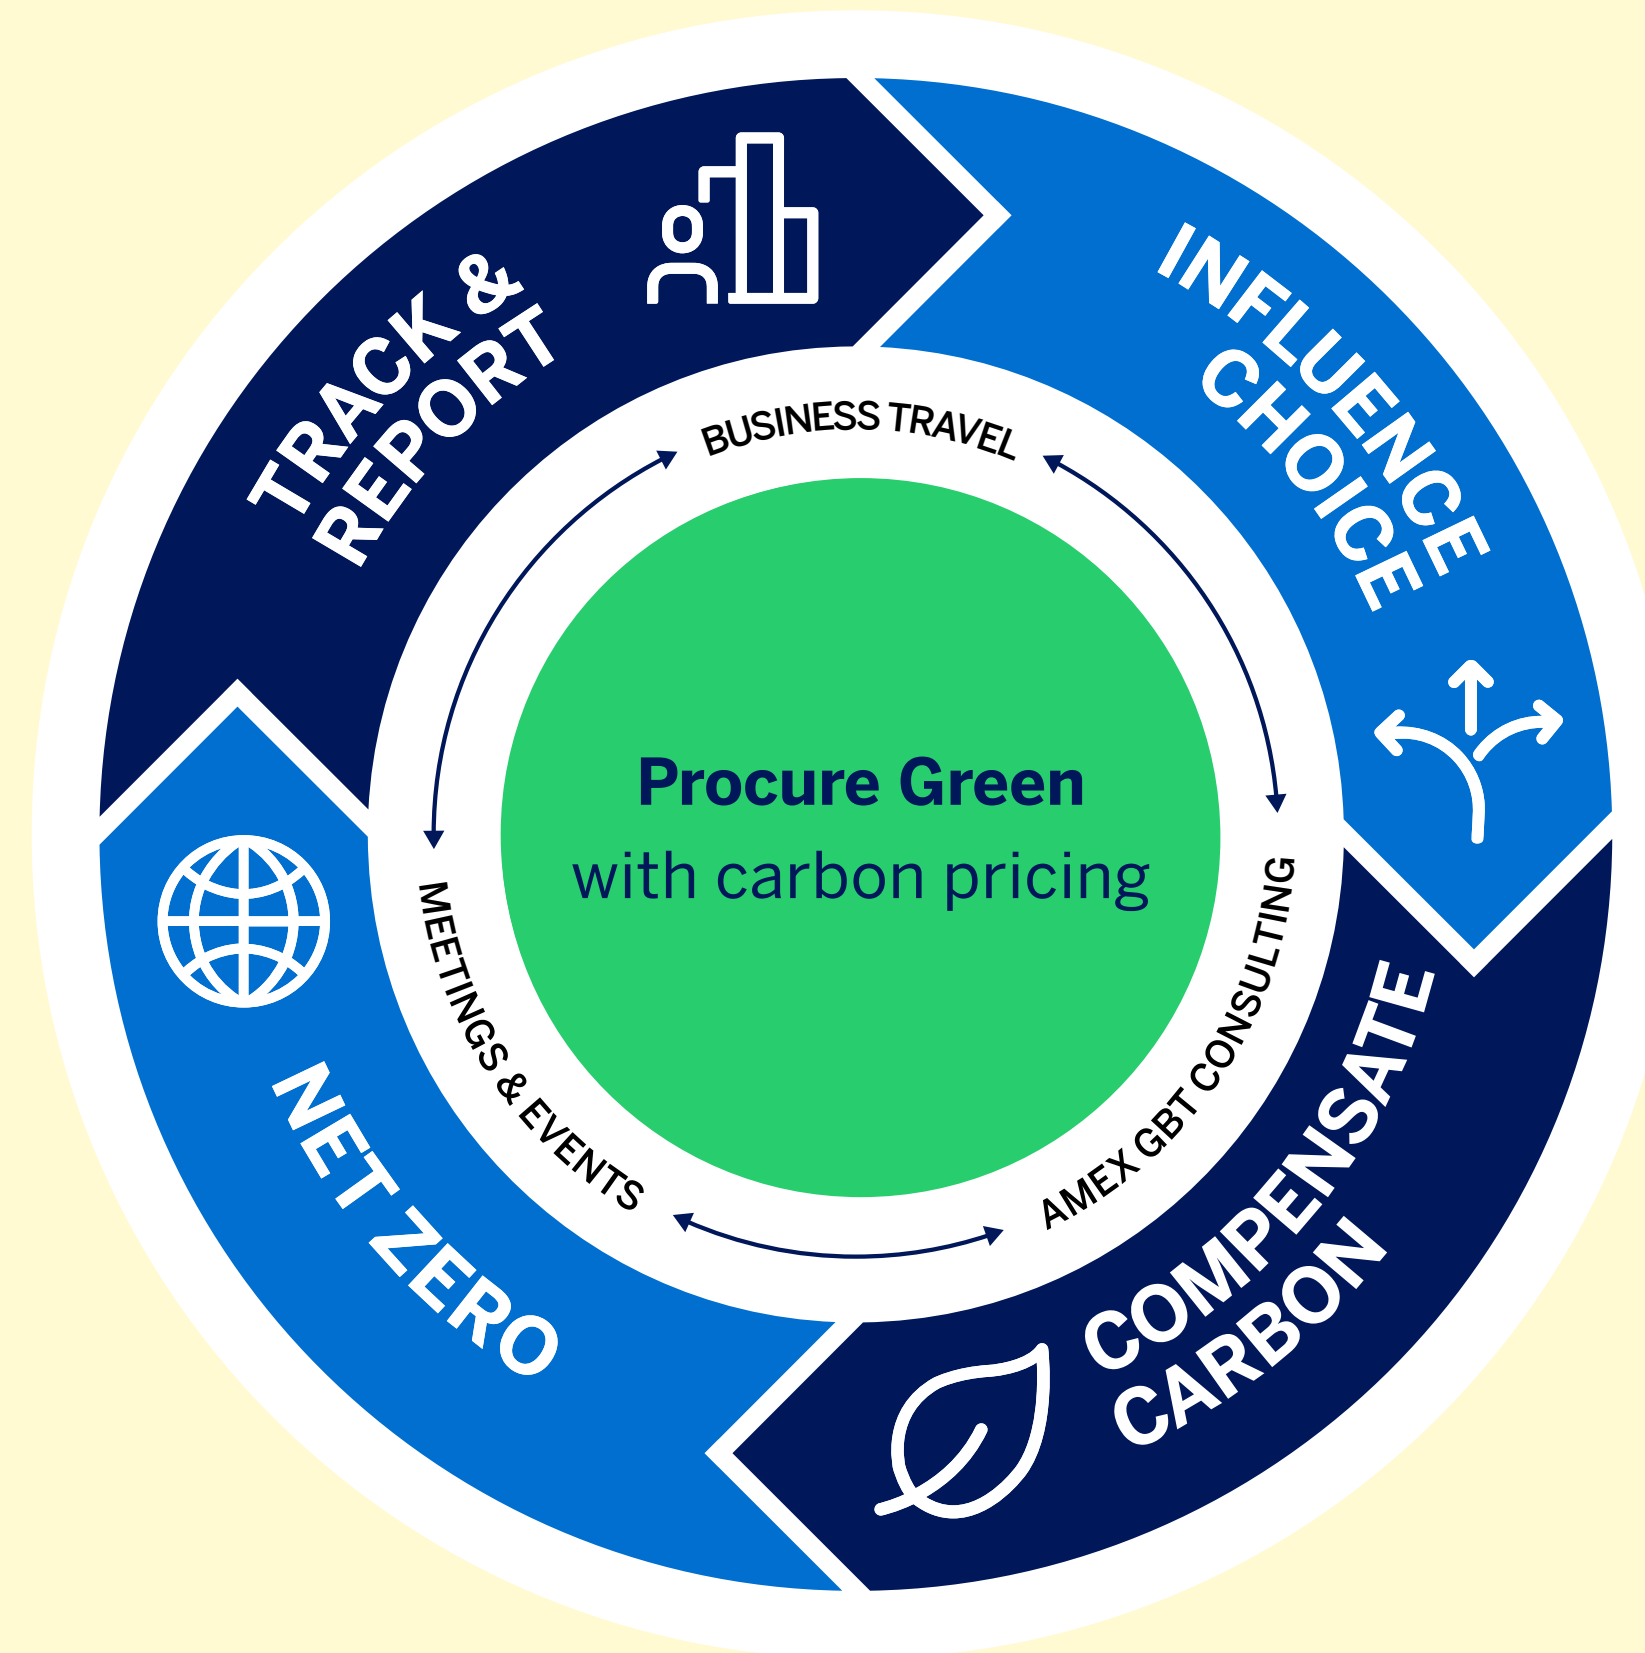 TRACK &
REPORT
INFLUENCE
CHOICE
COMPENSATE
CARBON
NET ZERO
BUSINESS TRAVEL
AMEX GBT CONSULTING
MEETINGS & EVENTS
Procure Green
with carbon pricing